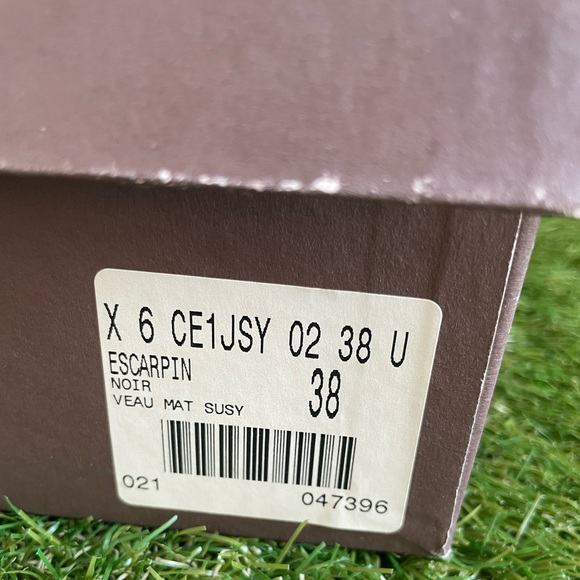 X 6 CE1JSY 02 38 U
ESCARPIN
38
NOIR
VEAU MAT SUSY
021 047396